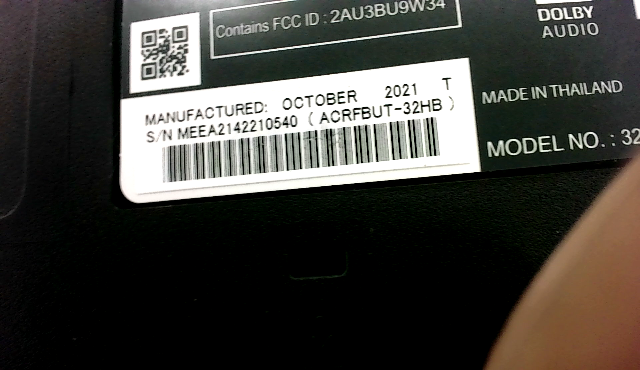 Contains FCC ID : 2AU3BU9W34
DOLBY
AUDIO
MANUFACTURED: OCTOBER 2021 T
S/N MEEA2142210540 ( ACRFBUT-32HB )
MADE IN THAILAND
MODEL NO. : 32